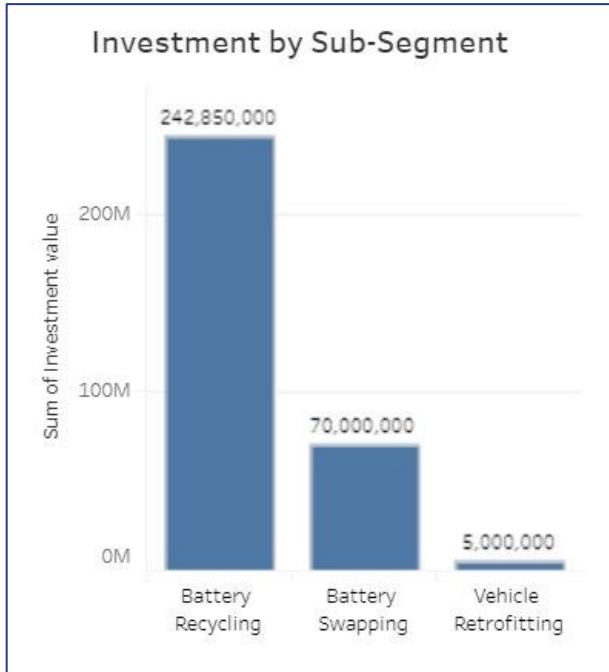 Investment by Sub-Segment
242,850,000
200M
Sum of Investment value
100M
70,000,000
5,000,000
0M
Battery
Recycling
Battery
Swapping
Vehicle
Retrofitting